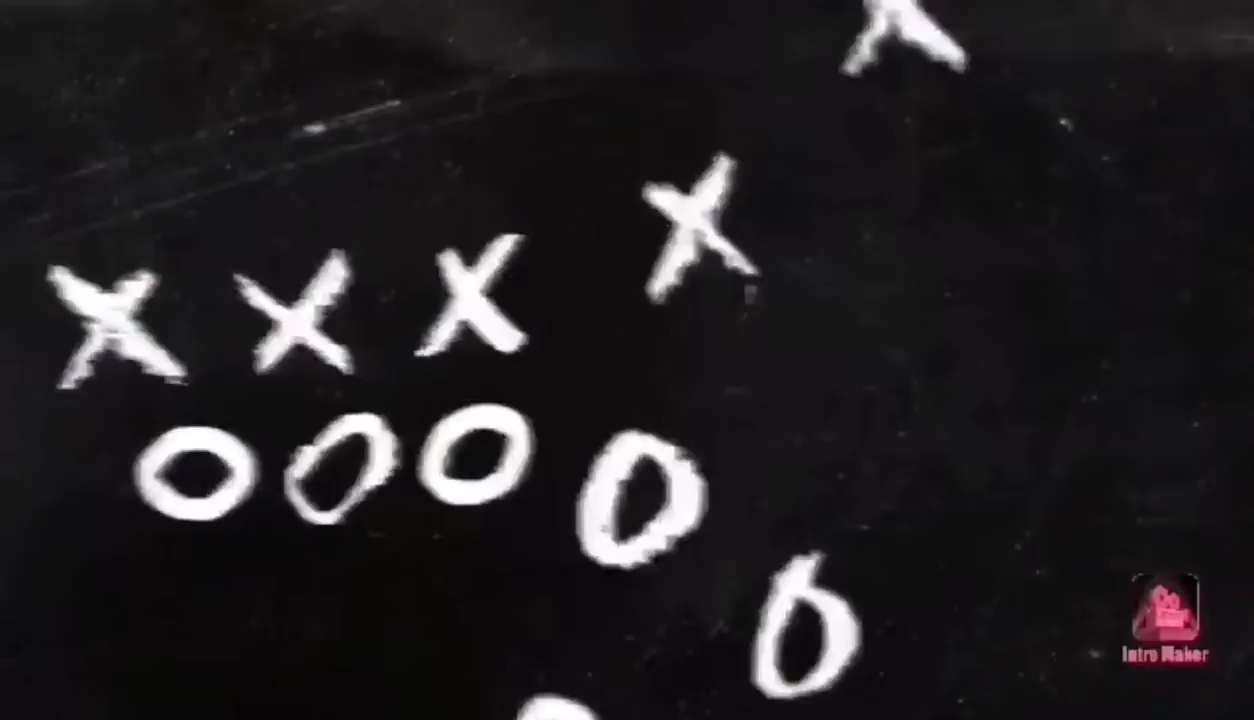 X
X
X X X
O O O O
O
Intro Maker